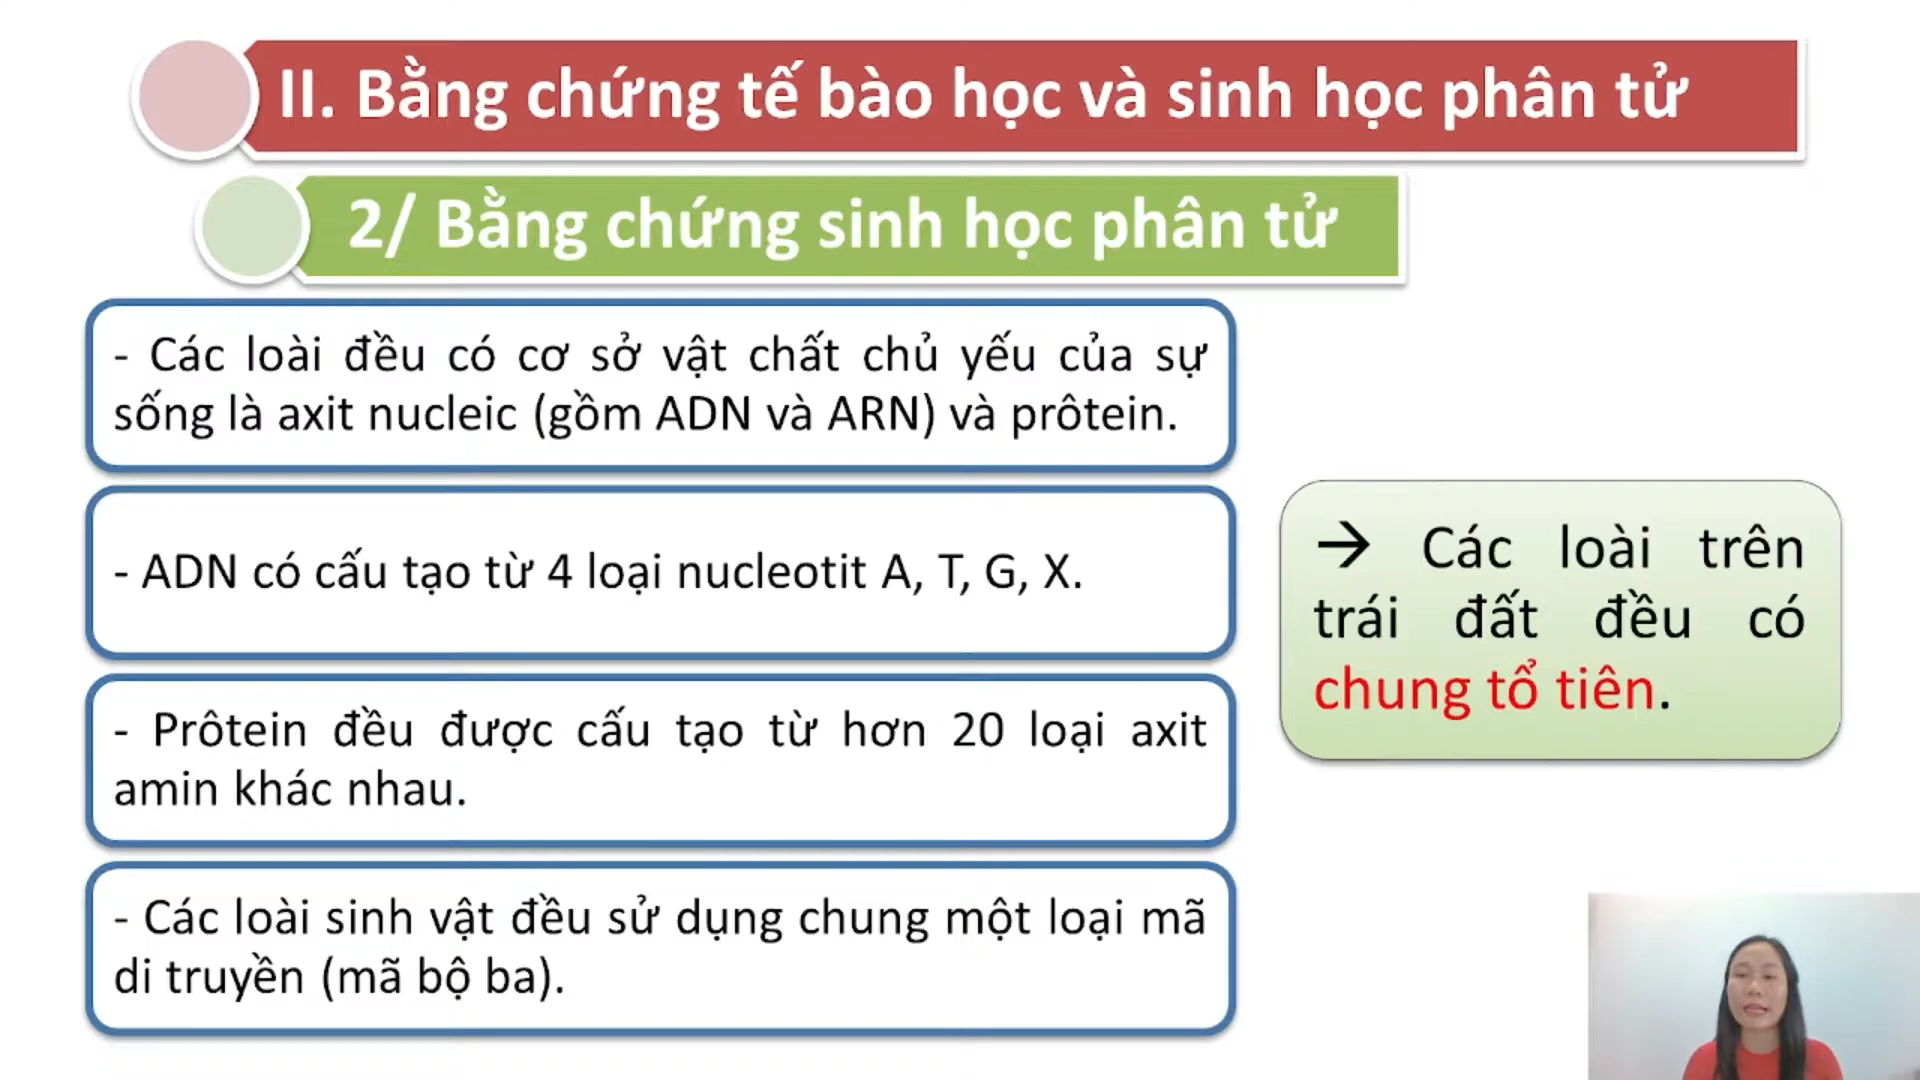 II. Bằng chứng tế bào học và sinh học phân tử
2/ Bằng chứng sinh học phân tử
- Các loài đều có cơ sở vật chất chủ yếu của sự
sống là axit nucleic (gồm ADN và ARN) và prôtein.
- ADN có cấu tạo từ 4 loại nucleotit A, T, G, X.
- Prôtein đều được cấu tạo từ hơn 20 loại axit
amin khác nhau.
- Các loài sinh vật đều sử dụng chung một loại mã
di truyền (mã bộ ba).
→ Các loài trên
trái đất đều có
chung tổ tiên.